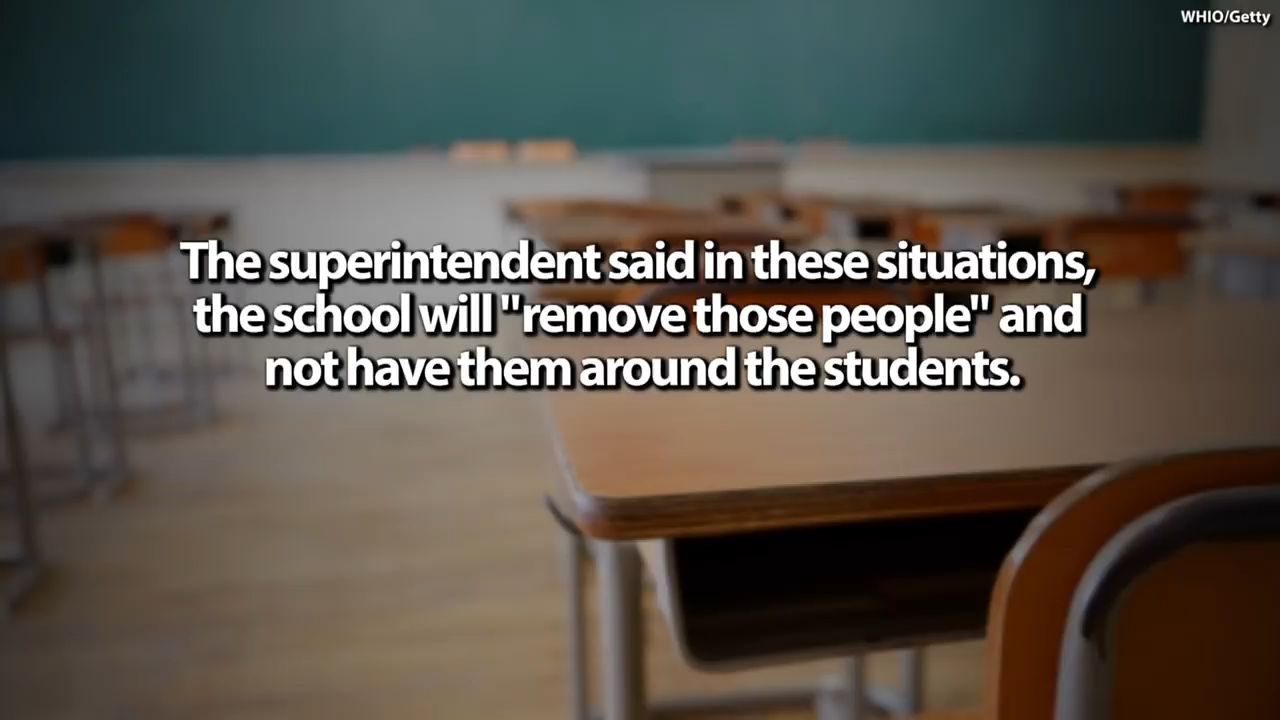 WHIO/Getty
The superintendent said in these situations,
the school will "remove those people" and
not have them around the students.